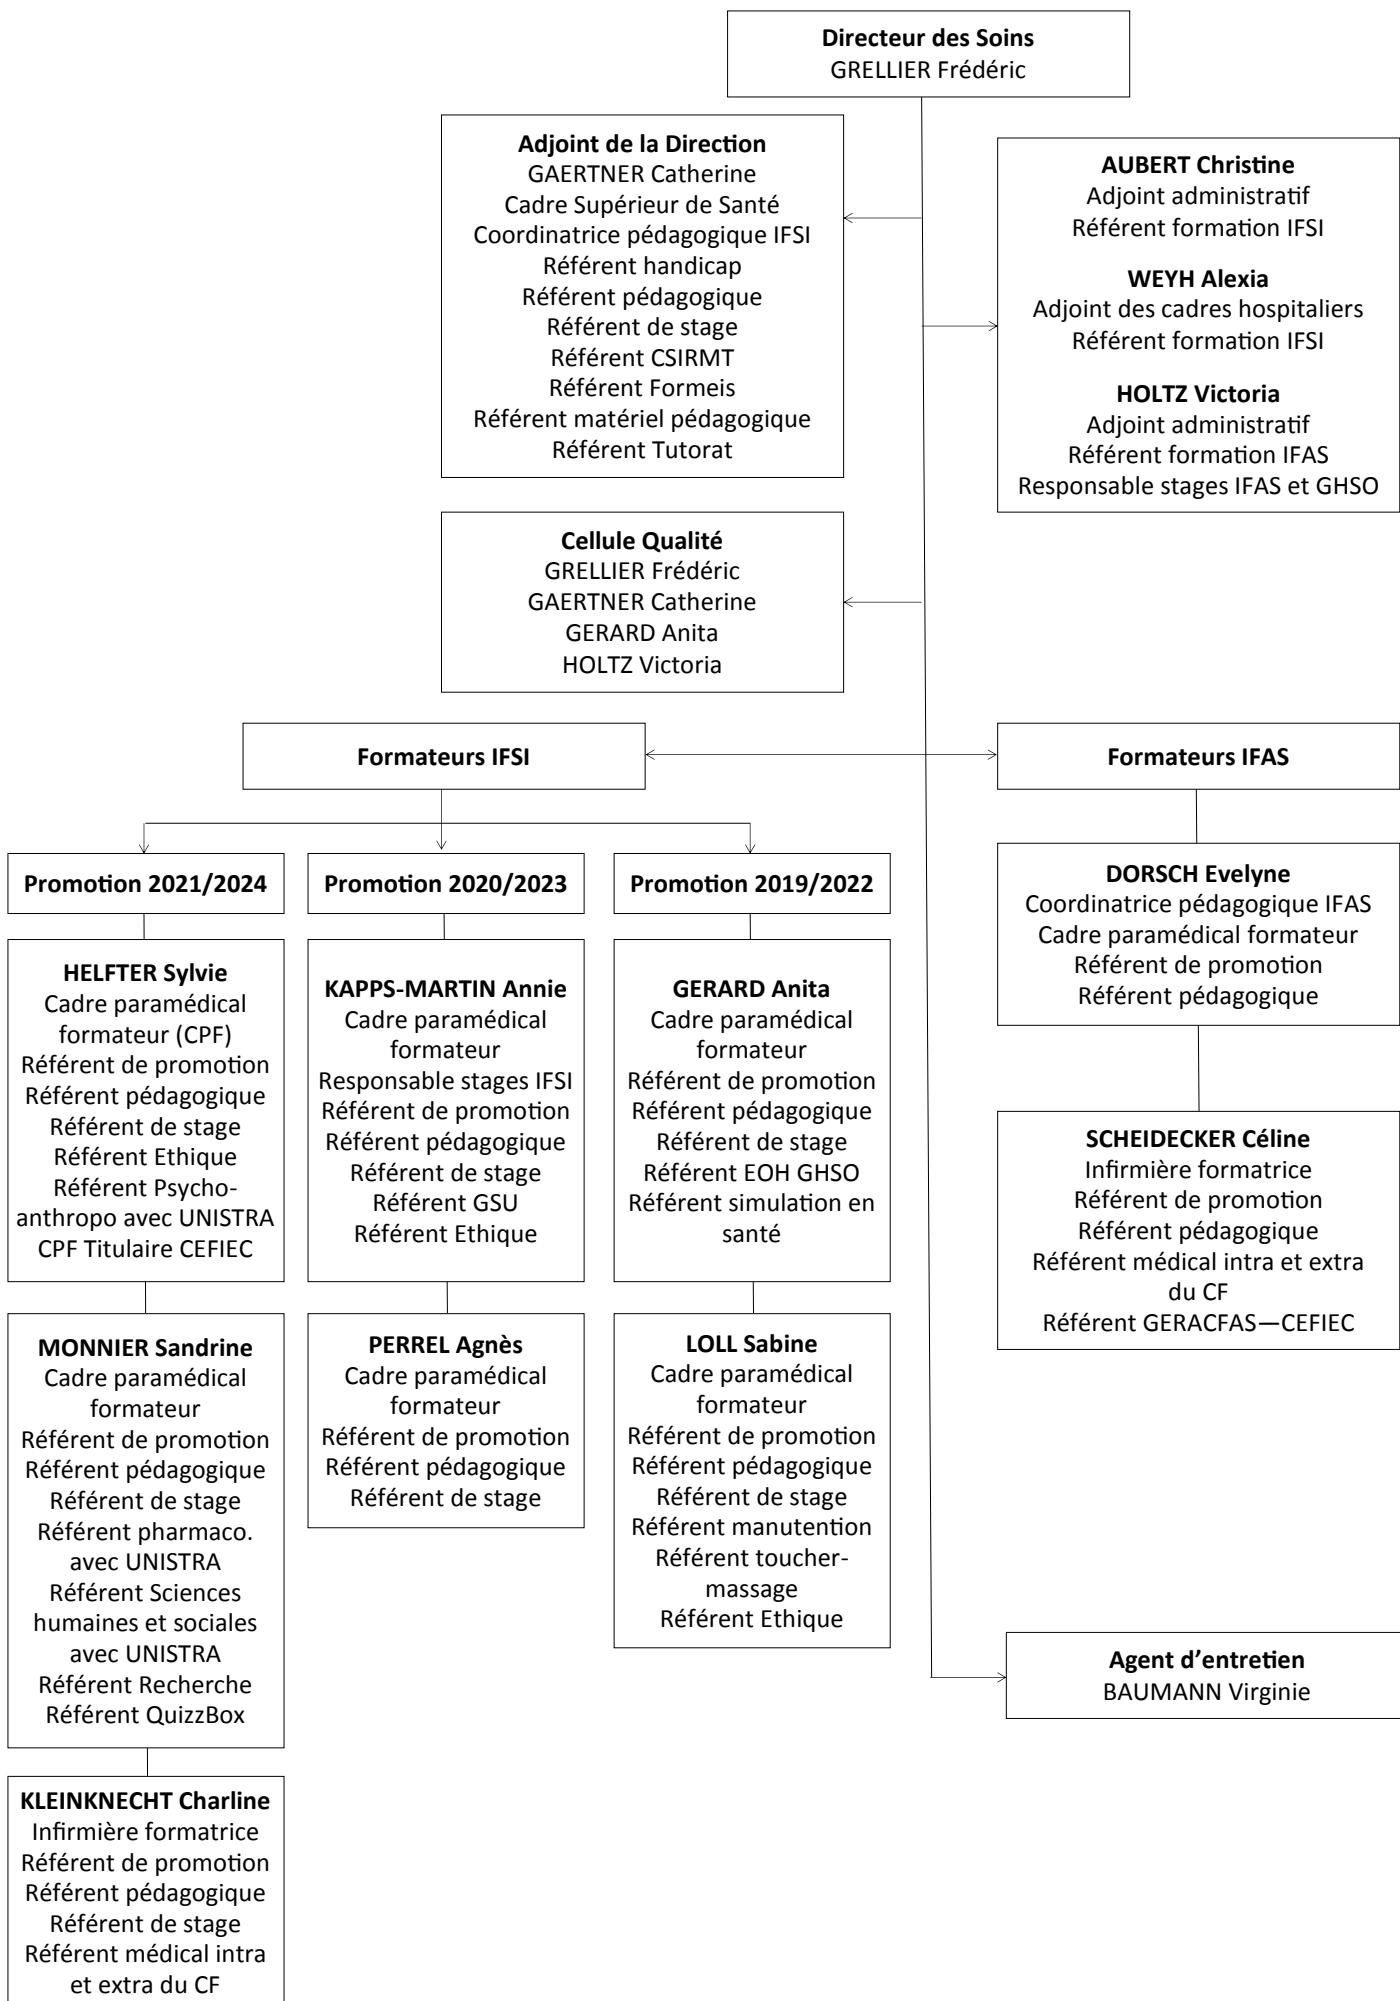 Directeur des Soins
GRELLIER Frédéric
Adjoint de la Direction
GAERTNER Catherine
Cadre Supérieur de Santé
Coordinatrice pédagogique IFSI
Référent handicap
Référent pédagogique
Référent de stage
Référent CSIRMT
Référent Formeis
Référent matériel pédagogique
Référent Tutorat
AUBERT Christine
Adjoint administratif
Référent formation IFSI
WEYH Alexia
Adjoint des cadres hospitaliers
Référent formation IFSI
HOLTZ Victoria
Adjoint administratif
Référent formation IFAS
Responsable stages IFAS et GHSO
Cellule Qualité
GRELLIER Frédéric
GAERTNER Catherine
GERARD Anita
HOLTZ Victoria
Formateurs IFSI
Formateurs IFAS
Promotion 2021/2024
Promotion 2020/2023
Promotion 2019/2022
HELFTER Sylvie
Cadre paramédical
formateur (CPF)
Référent de promotion
Référent pédagogique
Référent de stage
Référent Ethique
Référent Psycho-
anthropo avec UNISTRA
CPF Titulaire CEFIEC
KAPPS-MARTIN Annie
Cadre paramédical
formateur
Responsable stages IFSI
Référent de promotion
Référent pédagogique
Référent de stage
Référent GSU
Référent Ethique
GERARD Anita
Cadre paramédical
formateur
Référent de promotion
Référent pédagogique
Référent de stage
Référent EOH GHSO
Référent simulation en
santé
DORSCH Evelyne
Coordinatrice pédagogique IFAS
Cadre paramédical formateur
Référent de promotion
Référent pédagogique
SCHEIDECKER Céline
Infirmière formatrice
Référent de promotion
Référent pédagogique
Référent médical intra et extra
du CF
Référent GERACFAS—CEFIEC
MONNIER Sandrine
Cadre paramédical
formateur
Référent de promotion
Référent pédagogique
Référent de stage
Référent pharmaco.
avec UNISTRA
Référent Sciences
humaines et sociales
avec UNISTRA
Référent Recherche
Référent QuizzBox
PERREL Agnès
Cadre paramédical
formateur
Référent de promotion
Référent pédagogique
Référent de stage
LOLL Sabine
Cadre paramédical
formateur
Référent de promotion
Référent pédagogique
Référent de stage
Référent manutention
Référent toucher-
massage
Référent Ethique
Agent d’entretien
BAUMANN Virginie
KLEINKNECHT Charline
Infirmière formatrice
Référent de promotion
Référent pédagogique
Référent de stage
Référent médical intra
et extra du CF